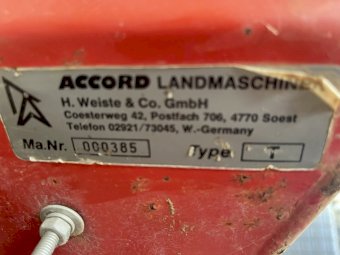 ACCORD LANDMASCHINEN
H. Weiste & Co. GmbH
Coesterweg 42, Postfach 706, 4770 Soest
Telefon 02921/73045, W.-Germany
Ma.Nr. 000385 Type T